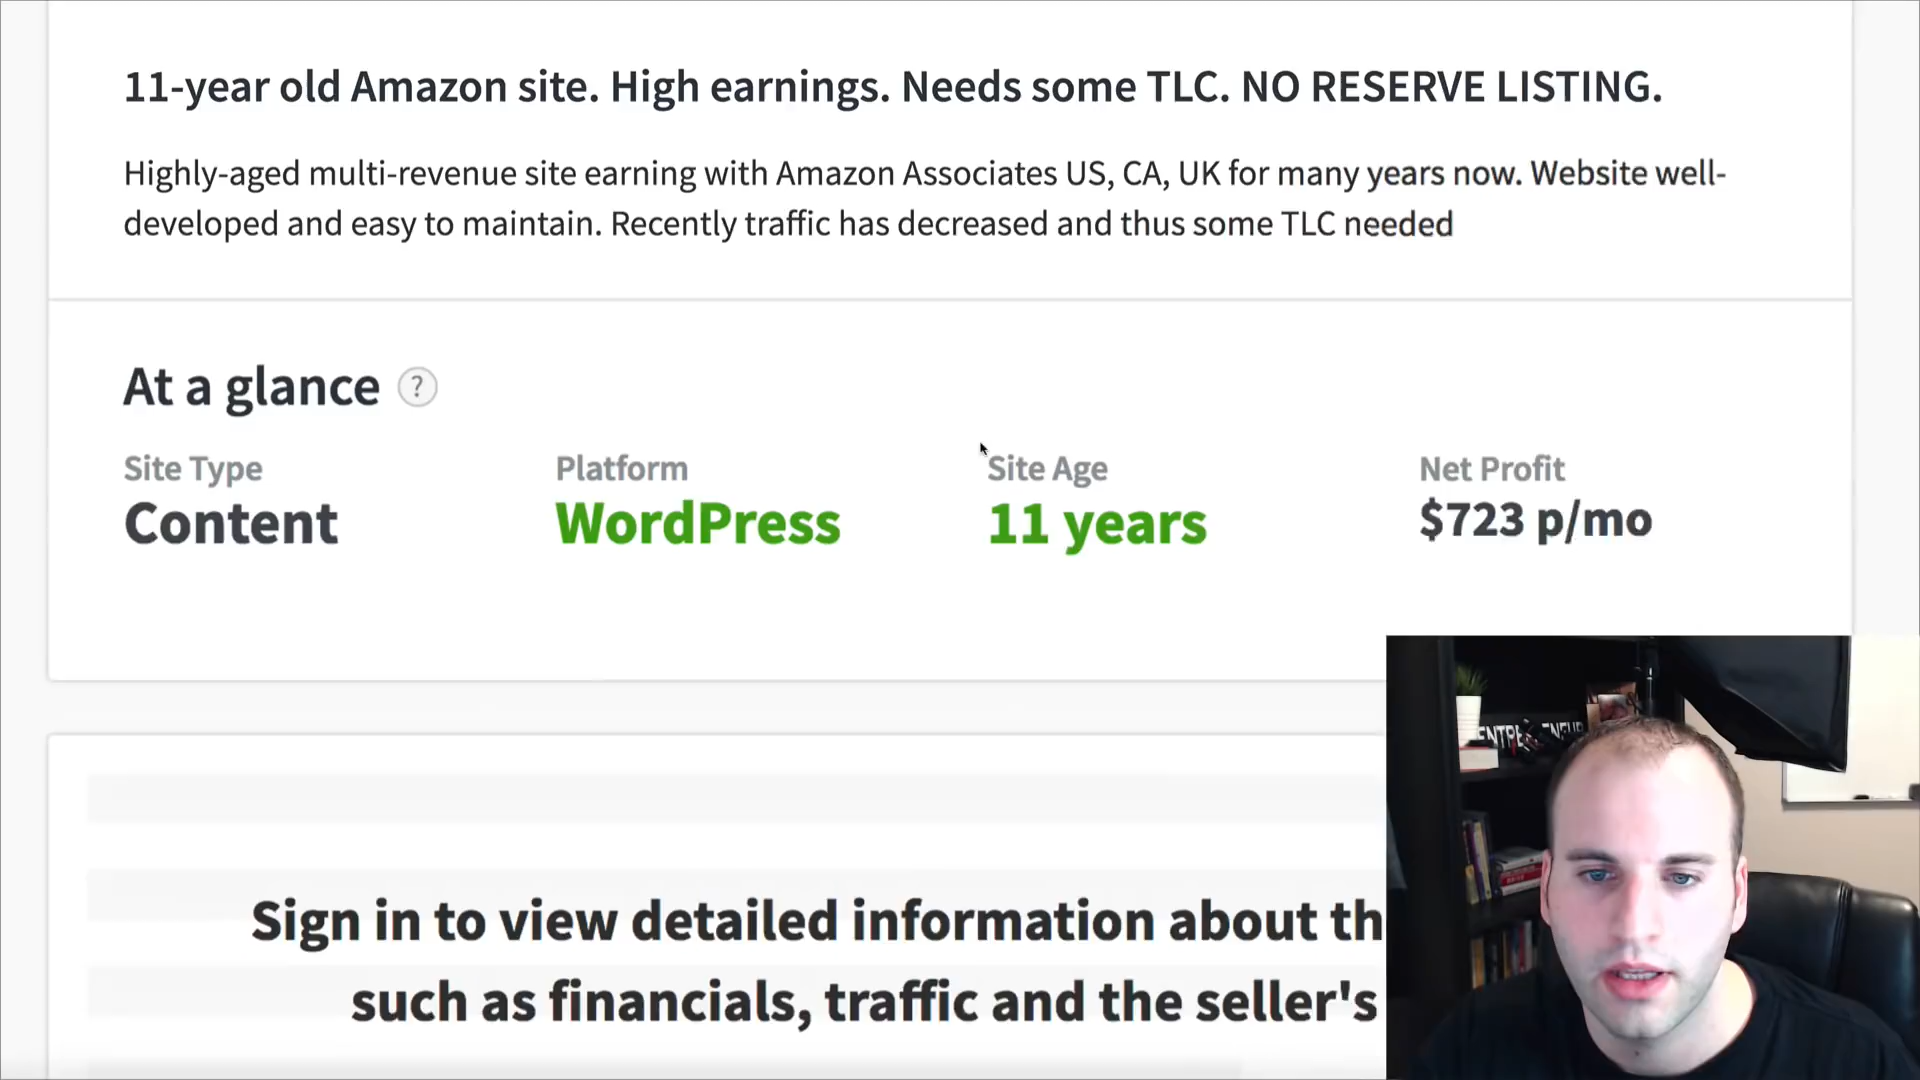 11-year old Amazon site. High earnings. Needs some TLC. NO RESERVE LISTING.
Highly-aged multi-revenue site earning with Amazon Associates US, CA, UK for many years now. Website well-
developed and easy to maintain. Recently traffic has decreased and thus some TLC needed
At a glance ?
Site Type
Content
Platform
WordPress
Site Age
11 years
Net Profit
$723 p/mo
Sign in to view detailed information about th
such as financials, traffic and the seller's